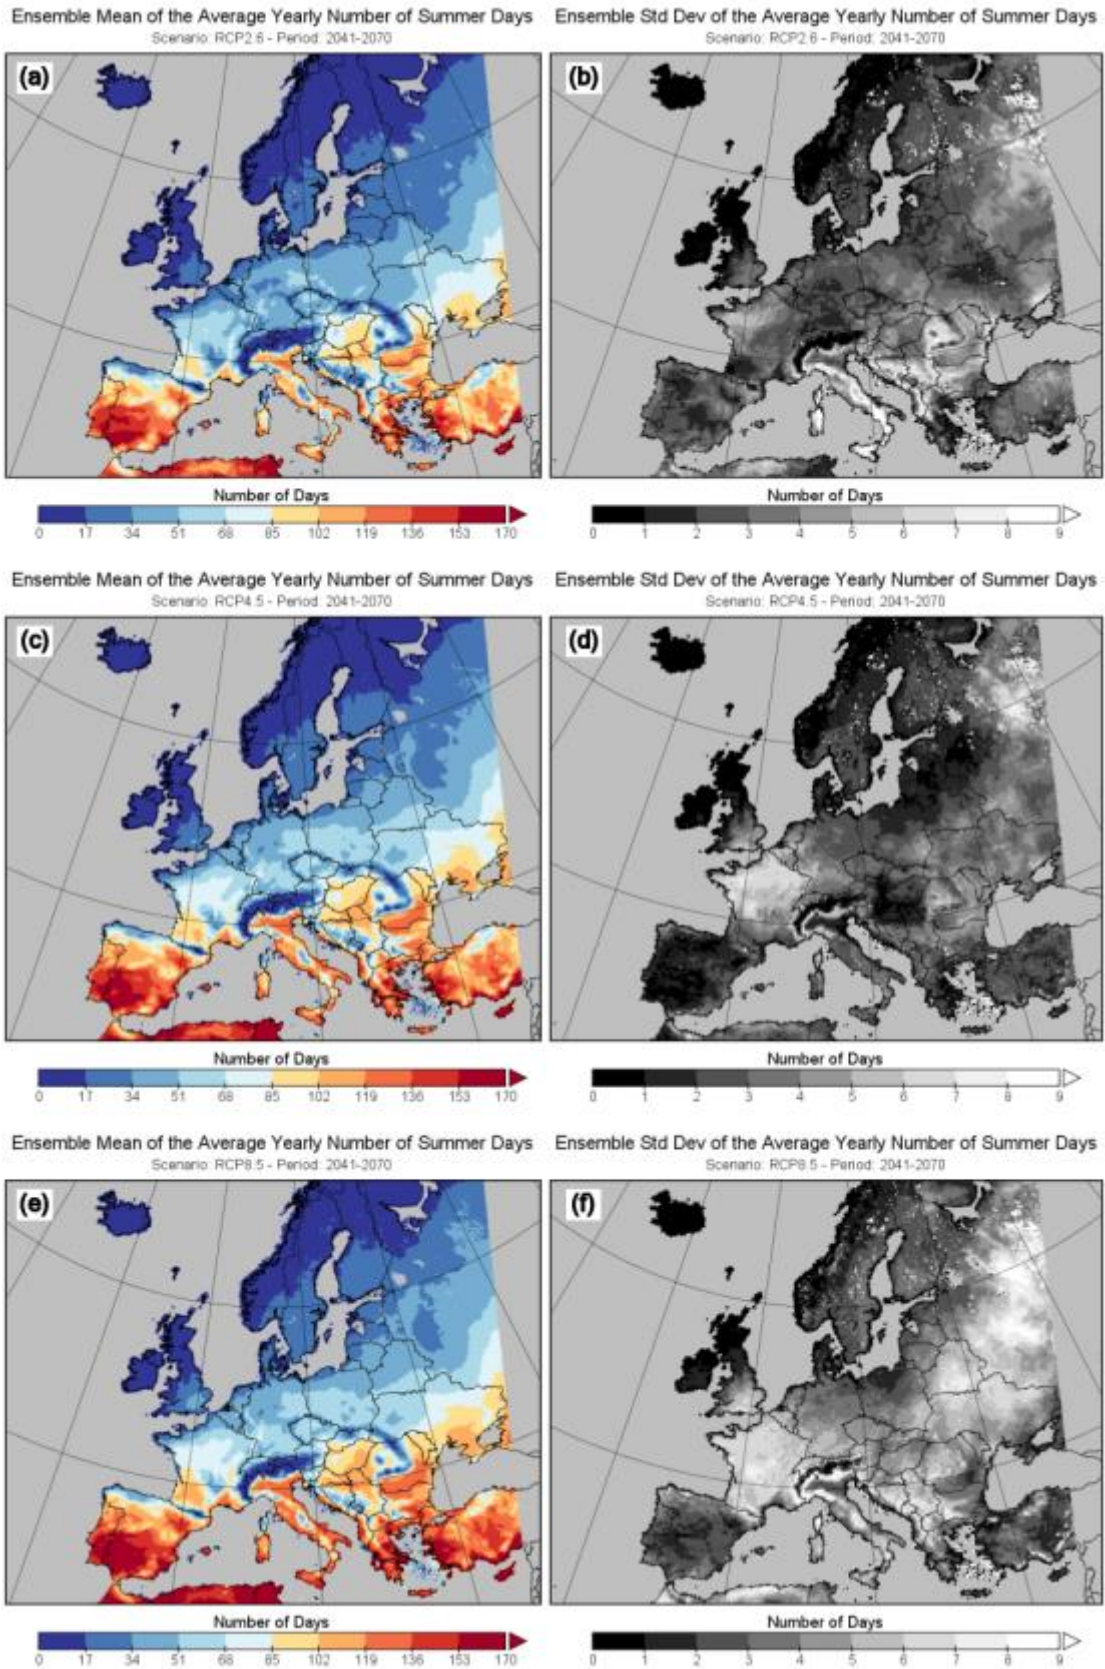 Ensemble Mean of the Average Yearly Number of Summer Days
Scenario: RCP2.6 - Period: 2041-2070
(a)
Number of Days
0 17 34 51 68 85 102 119 136 153 170
Ensemble Std Dev of the Average Yearly Number of Summer Days
Scenario: RCP2.6 - Period: 2041-2070
(b)
Number of Days
0 1 2 3 4 5 6 7 8 9
Ensemble Mean of the Average Yearly Number of Summer Days
Scenario: RCP4.5 - Period: 2041-2070
(c)
Number of Days
0 17 34 51 68 85 102 119 136 153 170
Ensemble Std Dev of the Average Yearly Number of Summer Days
Scenario: RCP4.5 - Period: 2041-2070
(d)
Number of Days
0 1 2 3 4 5 6 7 8 9
Ensemble Mean of the Average Yearly Number of Summer Days
Scenario: RCP8.5 - Period: 2041-2070
(e)
Number of Days
0 17 34 51 68 85 102 119 136 153 170
Ensemble Std Dev of the Average Yearly Number of Summer Days
Scenario: RCP8.5 - Period: 2041-2070
(f)
Number of Days
0 1 2 3 4 5 6 7 8 9